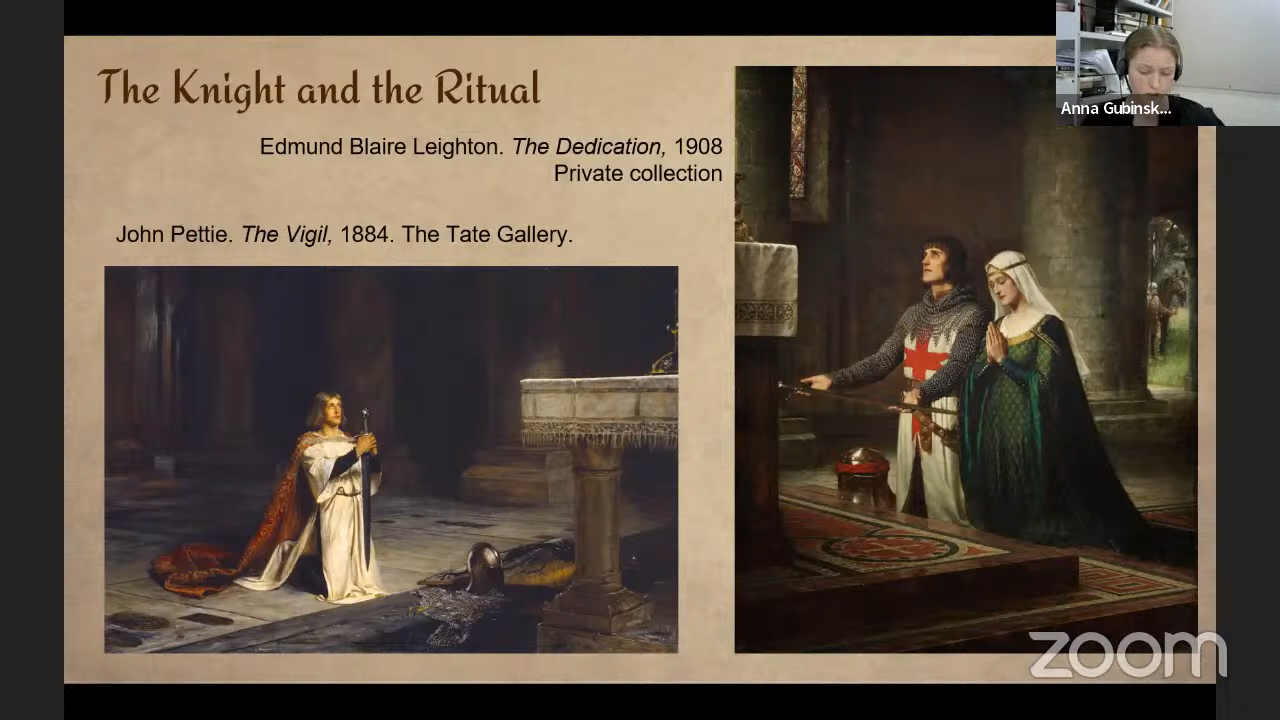 The Knight and the Ritual
Edmund Blaire Leighton. The Dedication, 1908
Private collection
John Pettie. The Vigil, 1884. The Tate Gallery.
Anna Gubinsk...
zoom